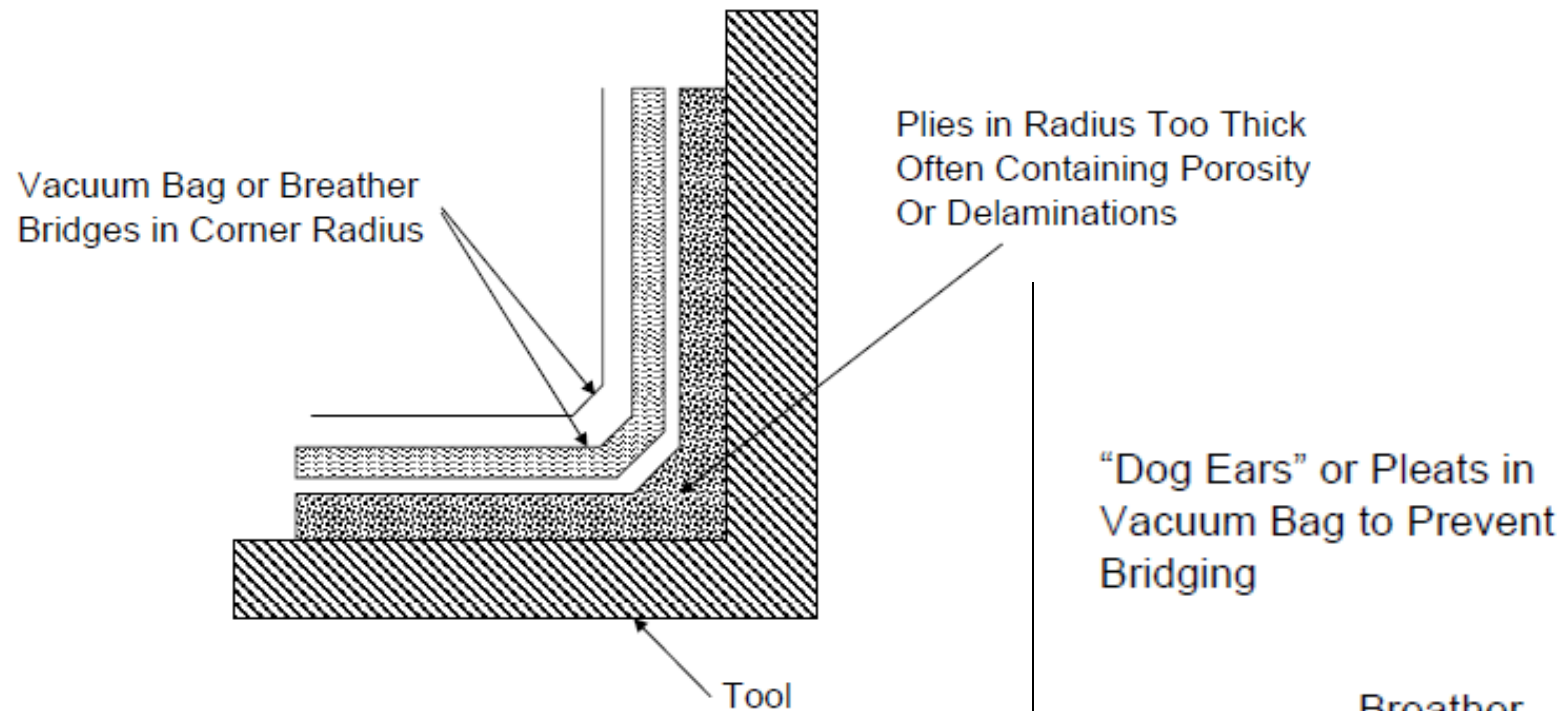 Vacuum Bag or Breather
Bridges in Corner Radius
Plies in Radius Too Thick
Often Containing Porosity
Or Delaminations
Tool
“Dog Ears” or Pleats in
Vacuum Bag to Prevent
Bridging
Breather